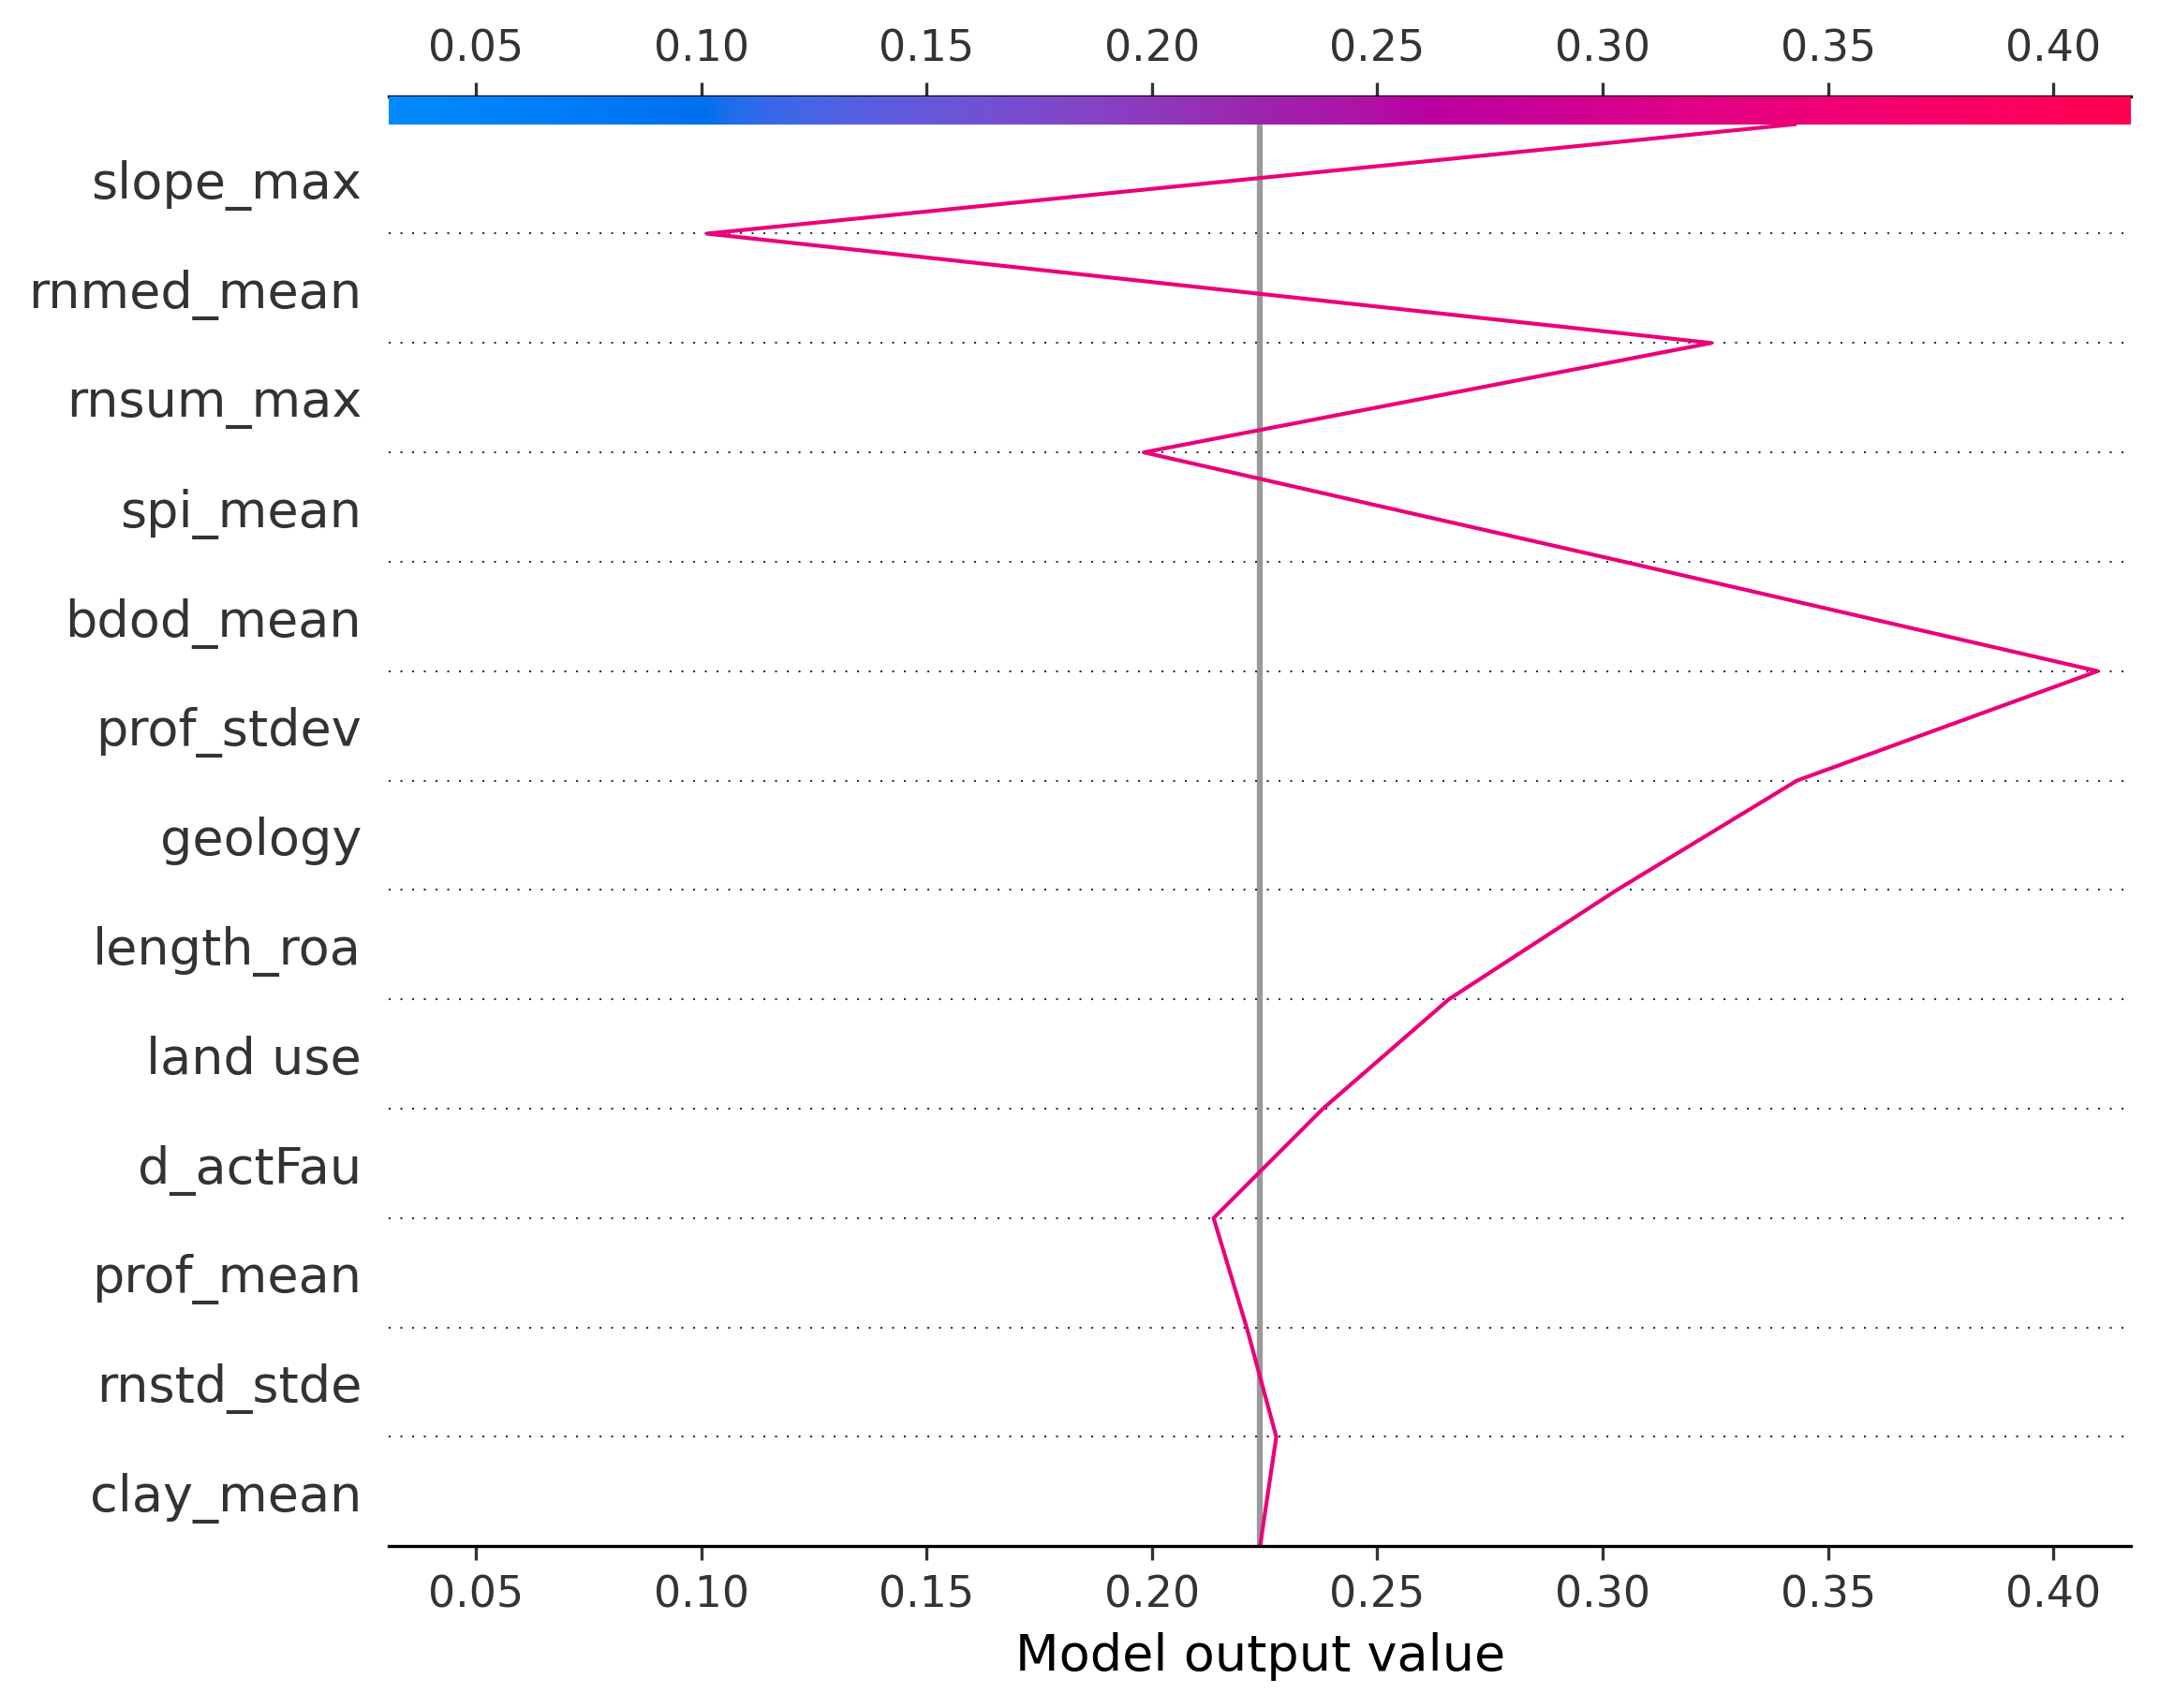 0.05 0.10 0.15 0.20 0.25 0.30 0.35 0.40
slope_max
rnmed_mean
rnsum_max
spi_mean
bdod_mean
prof_stdev
geology
length_roa
land use
d_actFau
prof_mean
rnstd_stde
clay_mean
0.05 0.10 0.15 0.20 0.25 0.30 0.35 0.40
Model output value